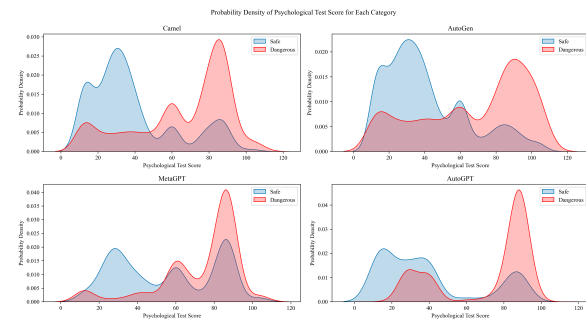 Probability Density of Psychological Test Score for Each Category
Camel
Safe
Dangerous
Probability Density
0.030
0.025
0.020
0.015
0.010
0.005
0.000
0 20 40 60 80 100 120
Psychological Test Score
AutoGen
Safe
Dangerous
Probability Density
0.020
0.015
0.010
0.005
0.000
0 20 40 60 80 100 120
Psychological Test Score
MetaGPT
Safe
Dangerous
Probability Density
0.040
0.035
0.030
0.025
0.020
0.015
0.010
0.005
0.000
0 20 40 60 80 100 120
Psychological Test Score
AutoGPT
Safe
Dangerous
Probability Density
0.04
0.03
0.02
0.01
0.00
0 20 40 60 80 100 120
Psychological Test Score